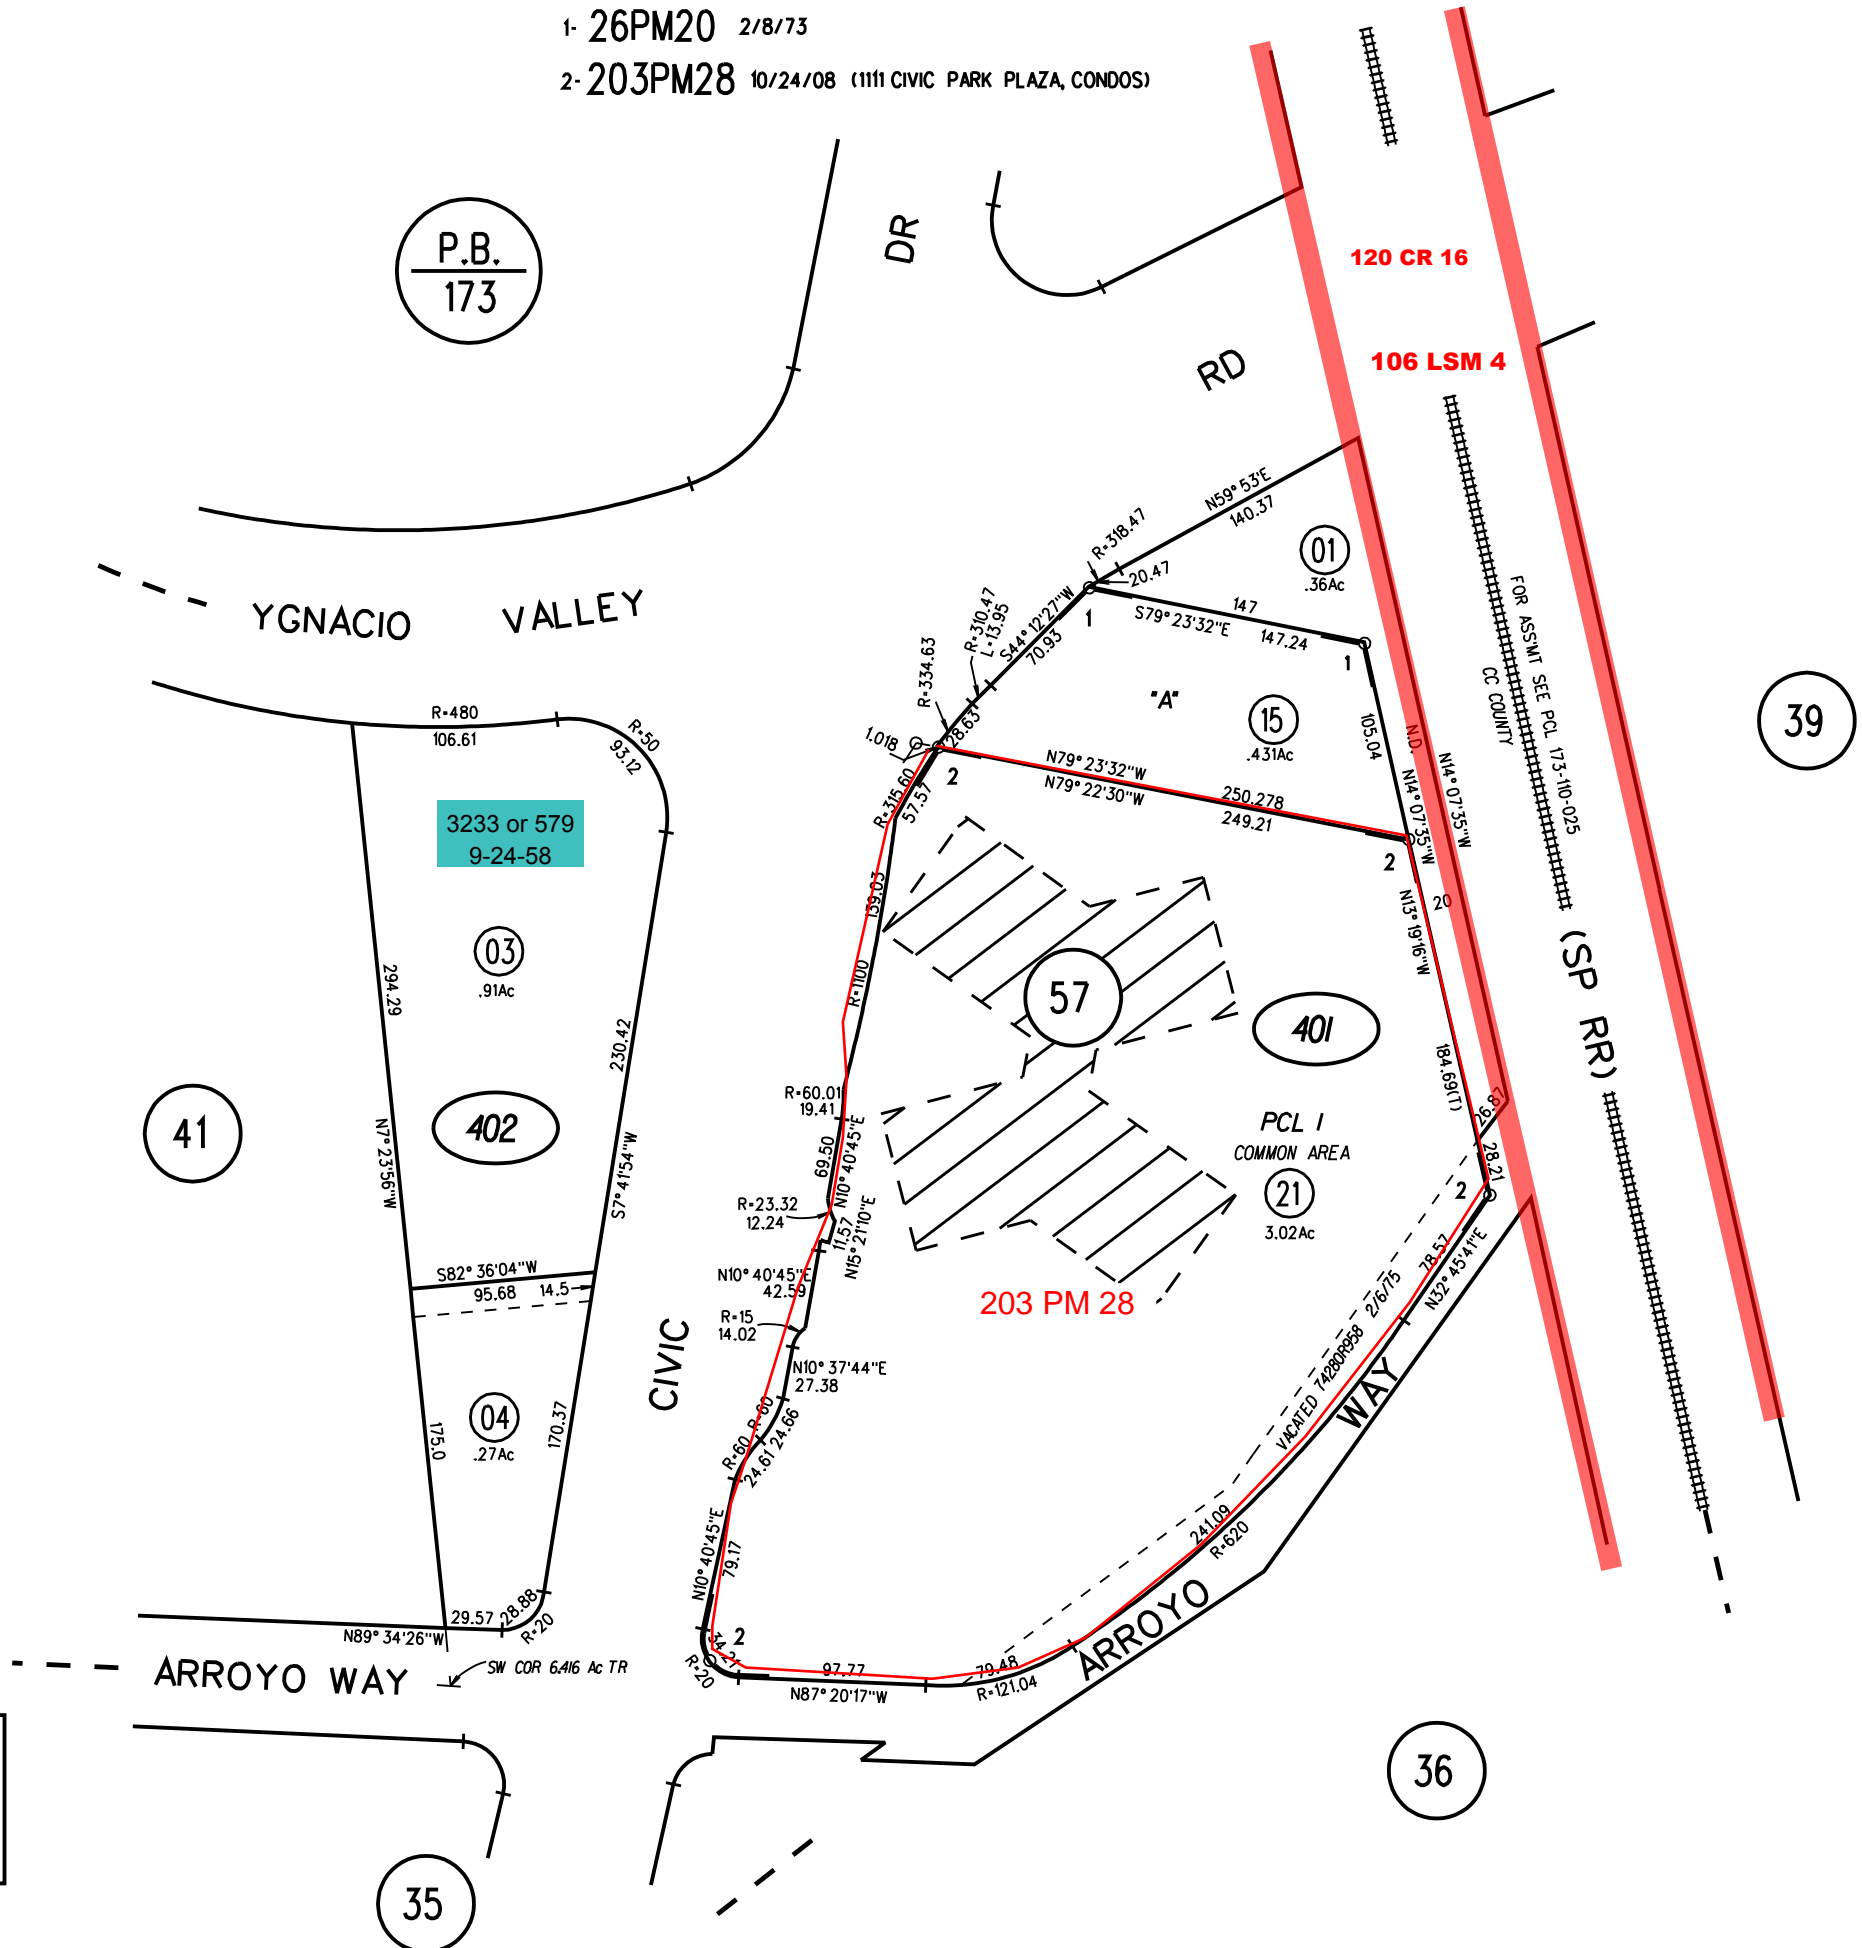 1- 26PM20 2/8/73
2- 203PM28 10/24/08 (1111 CIVIC PARK PLAZA, CONDOS)
P.B.
173
DR
RD
120 CR 16
106 LSM 4
YGNACIO VALLEY
N59°53'E
140.37
R=318.47
20.47
01
.36Ac
147
S79°23'32"E
147.24
1
1
S44°12'27"W
70.93
R=310.47
L=13.95
R=334.63
28.63
1.018
"A"
15
.431Ac
105.04
N.D.
N14°07'35"W
N14°07'35"W
FOR ASS'MT SEE PCL 173-110-025
CC COUNTY
(SP RR)
39
R=480
106.61
R=50
93.12
3233 or 579
9-24-58
03
.91Ac
294.29
N7°23'56"W
230.42
S7°41'54"W
402
41
S82°36'04"W
95.68
14.5
04
.27Ac
175.0
170.37
29.57
28.88
R=20
N89°34'26"W
ARROYO WAY
SW COR 6.416 Ac TR
35
2
N79°23'32"W
N79°22'30"W
250.278
249.21
2
R=315.60
57.57
139.03
R=1100
20
N13°19'16"W
184.69(T)
57
401
R=60.01
19.41
69.50
N10°40'45"E
R=23.32
12.24
11.57
N15°21'10"E
N10°40'45"E
42.59
R=15
14.02
N10°37'44"E
27.38
R=60
24.66
R=60
24.61
N10°40'45"E
79.17
CIVIC
PCL 1
COMMON AREA
21
3.02Ac
203 PM 28
26.87
28.21
2
78.57
N32°45'41"E
VACATED 7428OR958 2/6/75
241.09
R=620
ARROYO WAY
2
34.27
R=20
97.77
N87°20'17"W
79.48
R=121.04
36